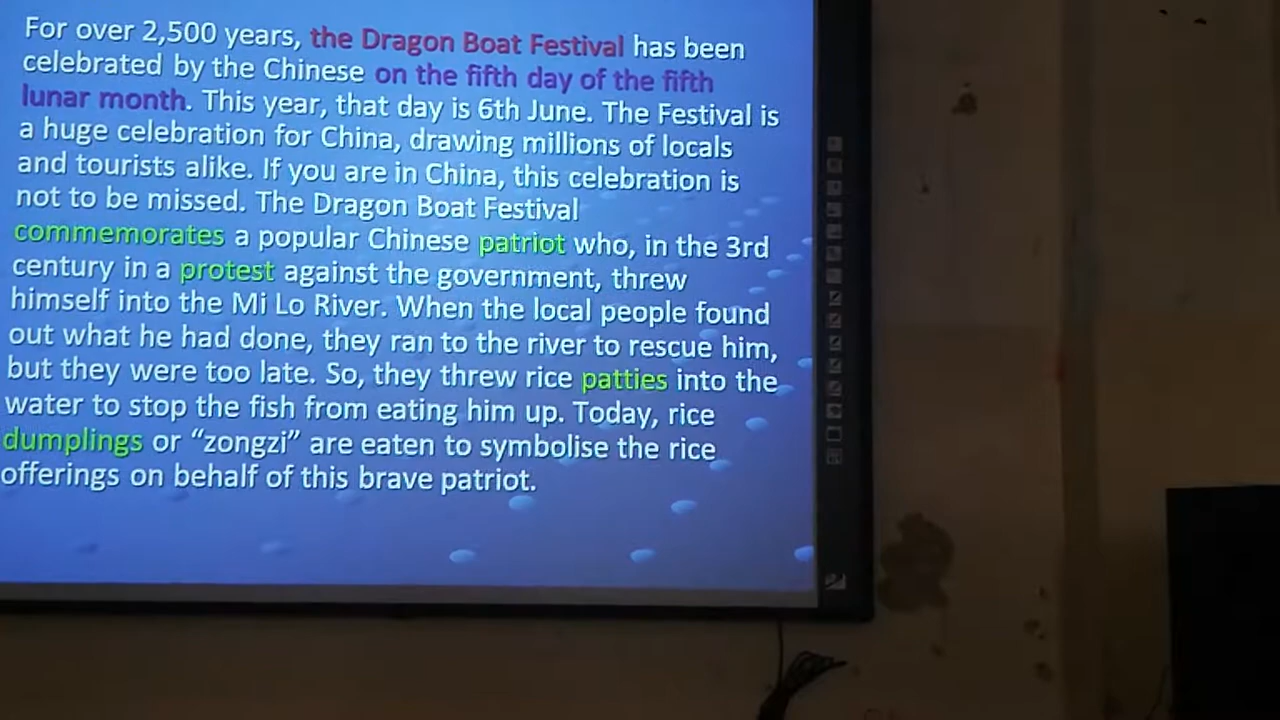 For over 2,500 years, the Dragon Boat Festival has been
celebrated by the Chinese on the fifth day of the fifth
lunar month. This year, that day is 6th June. The Festival is
a huge celebration for China, drawing millions of locals
and tourists alike. If you are in China, this celebration is
not to be missed. The Dragon Boat Festival
commemorates a popular Chinese patriot who, in the 3rd
century in a protest against the government, threw
himself into the Mi Lo River. When the local people found
out what he had done, they ran to the river to rescue him,
but they were too late. So, they threw rice patties into the
water to stop the fish from eating him up. Today, rice
dumplings or “zongzi” are eaten to symbolise the rice
offerings on behalf of this brave patriot.